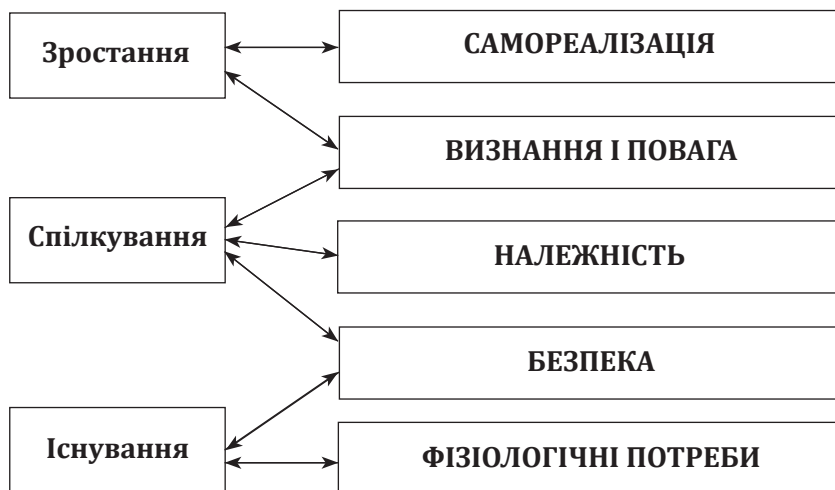 Зростання
САМОРЕАЛІЗАЦІЯ
ВИЗНАННЯ І ПОВАГА
Спілкування
НАЛЕЖНІСТЬ
БЕЗПЕКА
Існування
ФІЗІОЛОГІЧНІ ПОТРЕБИ